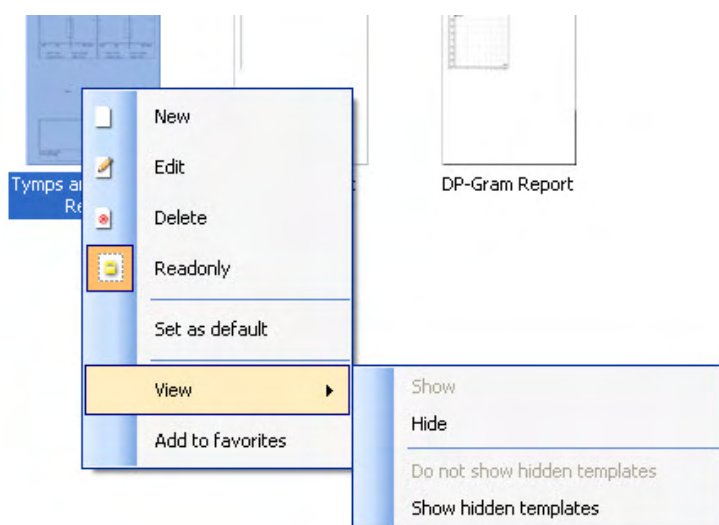 New
Edit
Tymps a
DP-Gram Report
Re
Delete
Readonly
Set as default
View
Show
Hide
Add to favorites
Do not show hidden templates
Show hidden templates